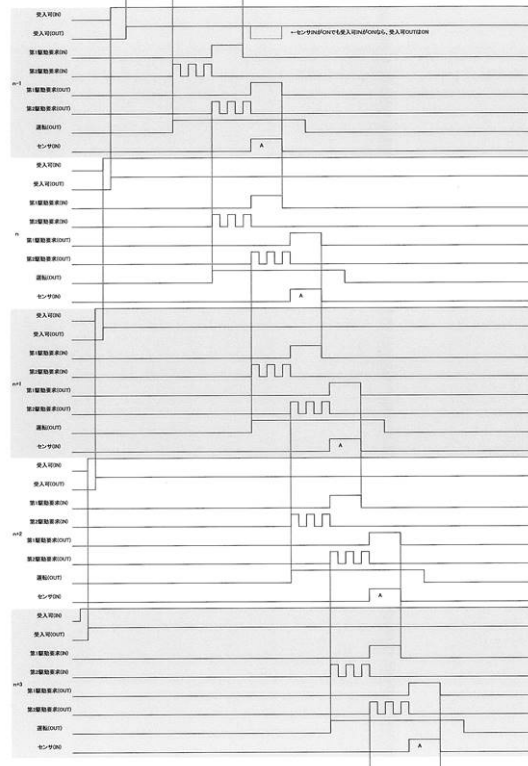 受入可(IN)
受入可(OUT)
←センサINがONでも受入可INがONなら、受入可OUTはON
第1駆動要求(IN)
第2駆動要求(IN)
n-1
第1駆動要求(OUT)
第2駆動要求(OUT)
運転(OUT)
センサ(IN)
A
受入可(IN)
受入可(OUT)
第1駆動要求(IN)
第2駆動要求(IN)
n
第1駆動要求(OUT)
第2駆動要求(OUT)
運転(OUT)
センサ(IN)
A
受入可(IN)
受入可(OUT)
第1駆動要求(IN)
第2駆動要求(IN)
n+1
第1駆動要求(OUT)
第2駆動要求(OUT)
運転(OUT)
センサ(IN)
A
受入可(IN)
受入可(OUT)
第1駆動要求(IN)
第2駆動要求(IN)
n+2
第1駆動要求(OUT)
第2駆動要求(OUT)
運転(OUT)
センサ(IN)
A
受入可(IN)
受入可(OUT)
第1駆動要求(IN)
第2駆動要求(IN)
n+3
第1駆動要求(OUT)
第2駆動要求(OUT)
運転(OUT)
センサ(IN)
A